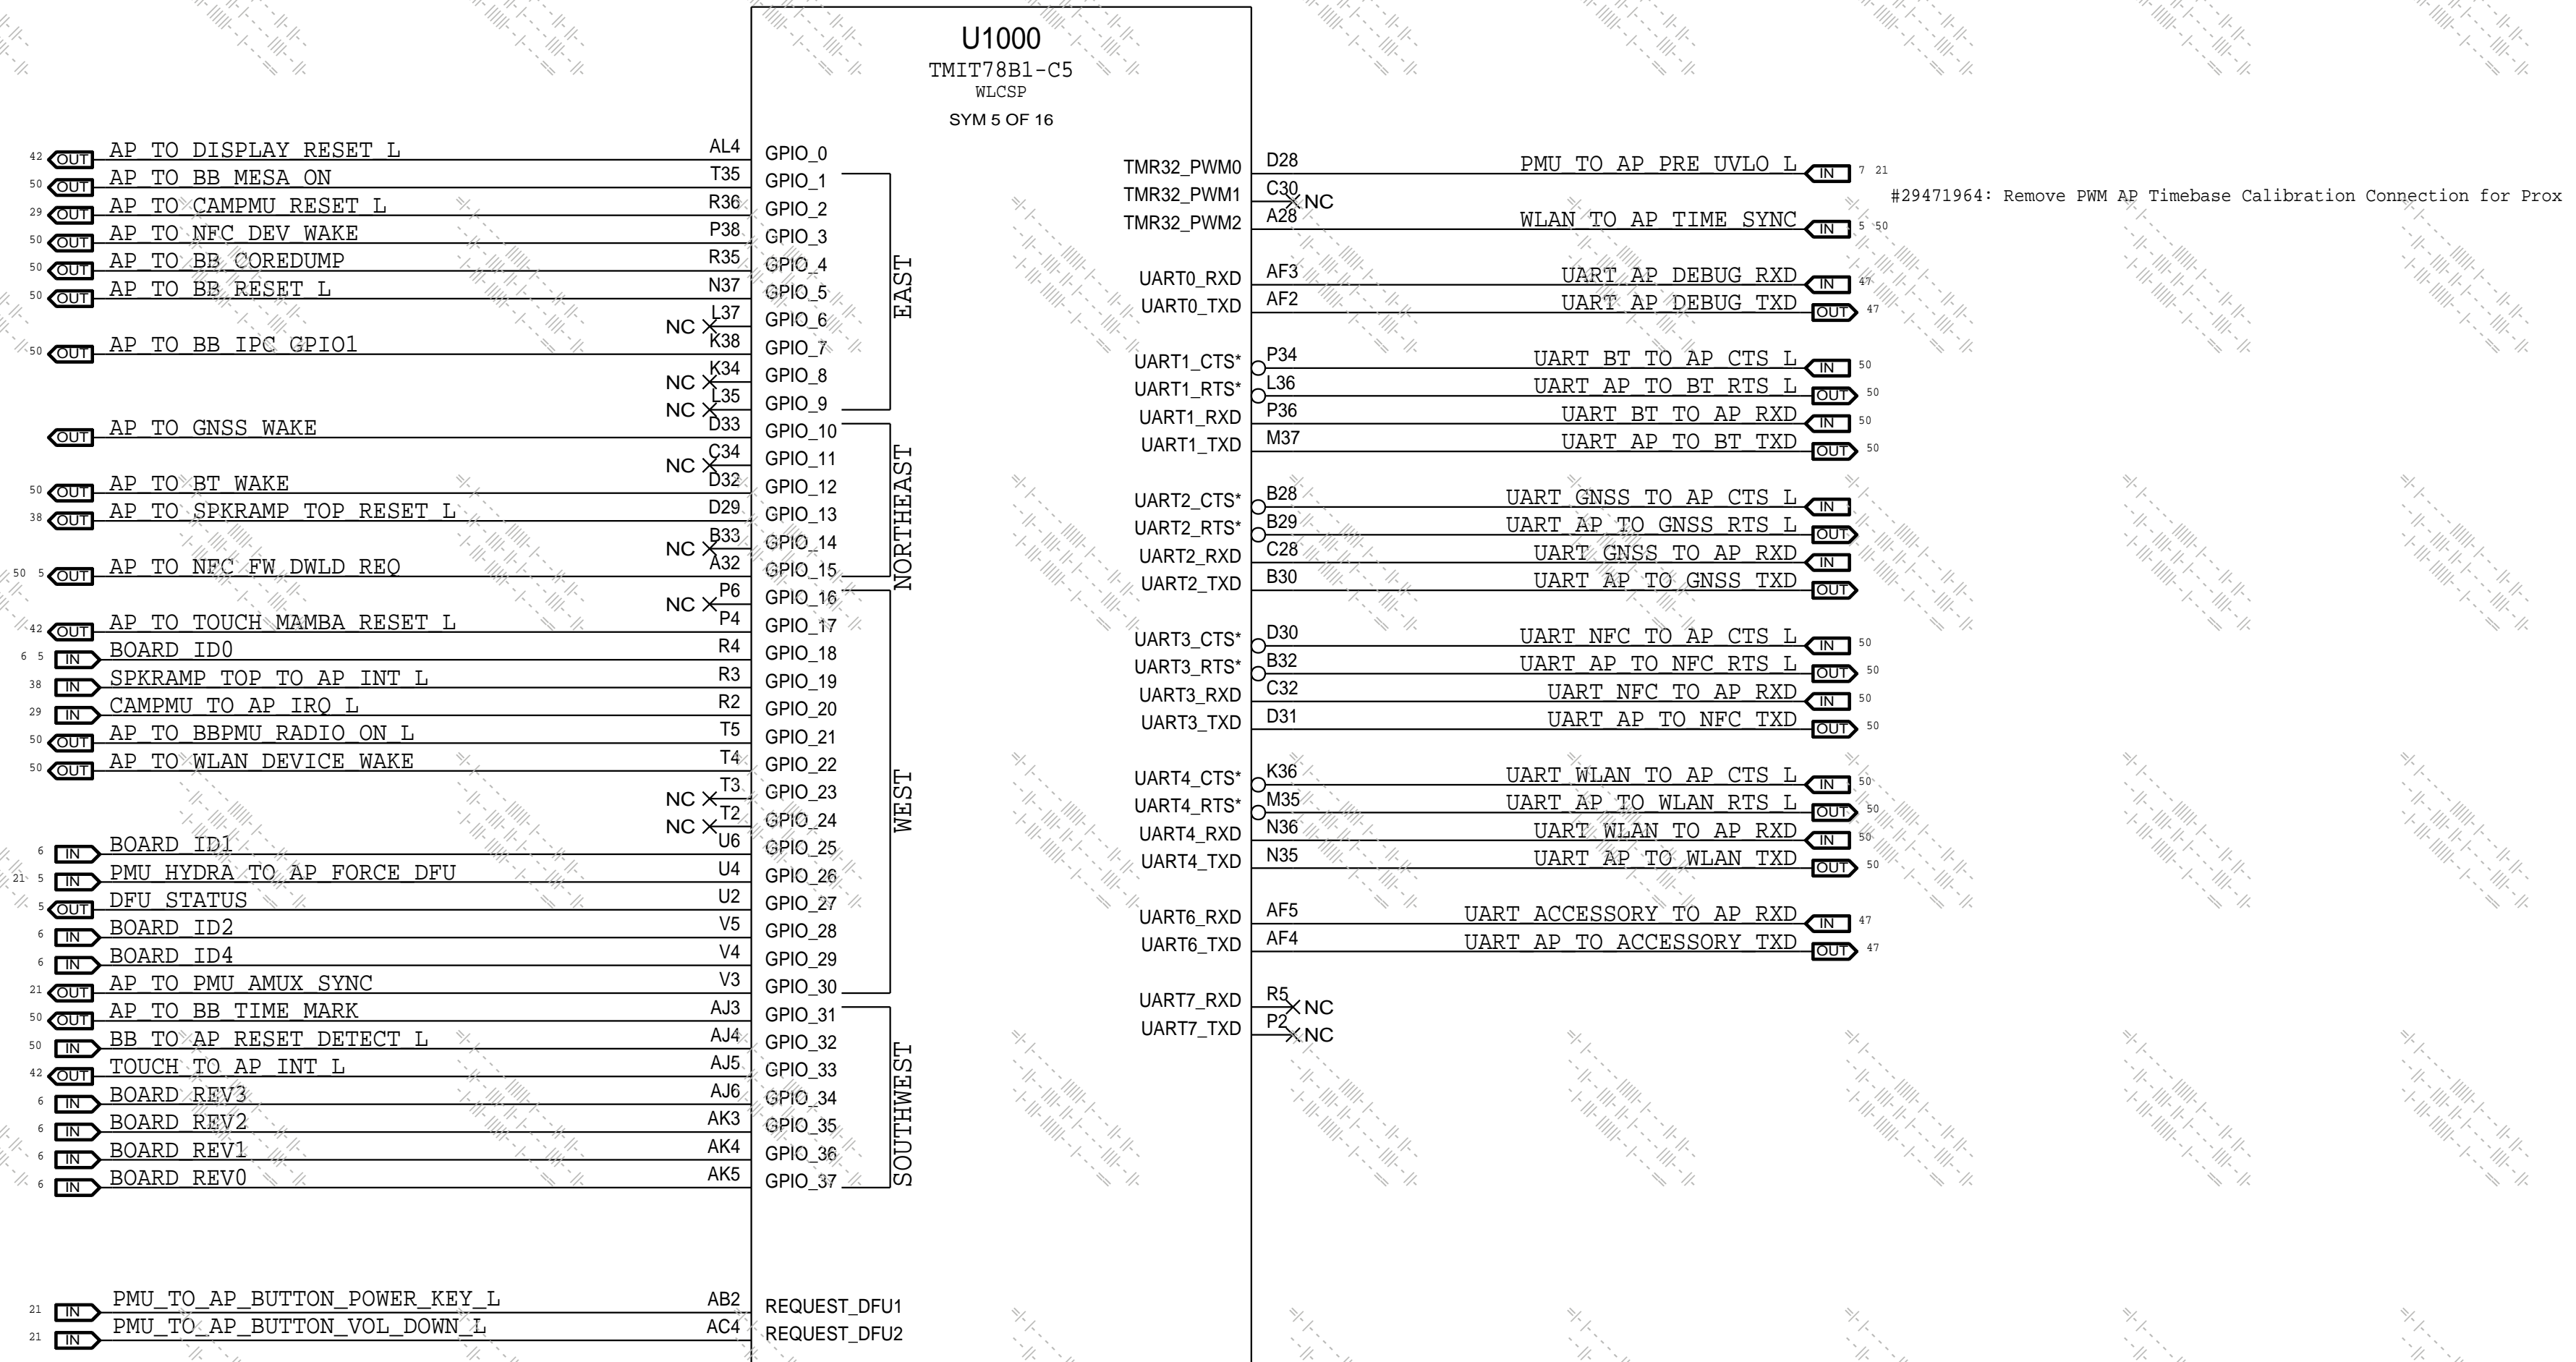 U1000
TMIT78B1-C5
WLCSP
SYM 5 OF 16
42 OUT AP_TO_DISPLAY_RESET_L AL4 GPIO_0
50 OUT AP_TO_BB_MESA_ON T35 GPIO_1
29 OUT AP_TO_CAMPMU_RESET_L R36 GPIO_2
50 OUT AP_TO_NFC_DEV_WAKE P38 GPIO_3
50 OUT AP_TO_BB_COREDUMP R35 GPIO_4
50 OUT AP_TO_BB_RESET_L N37 GPIO_5
NC L37 GPIO_6
50 OUT AP_TO_BB_IPC_GPIO1 K38 GPIO_7
NC K34 GPIO_8
NC L35 GPIO_9
EAST
OUT AP_TO_GNSS_WAKE D33 GPIO_10
NC C34 GPIO_11
50 OUT AP_TO_BT_WAKE D32 GPIO_12
38 OUT AP_TO_SPKRAMP_TOP_RESET_L D29 GPIO_13
NC B33 GPIO_14
50 5 OUT AP_TO_NFC_FW_DWLD_REQ A32 GPIO_15
NORTHEAST
NC P6 GPIO_16
42 OUT AP_TO_TOUCH_MAMBA_RESET_L P4 GPIO_17
6 5 IN BOARD_ID0 R4 GPIO_18
38 IN SPKRAMP_TOP_TO_AP_INT_L R3 GPIO_19
29 IN CAMPMU_TO_AP_IRQ_L R2 GPIO_20
50 OUT AP_TO_BBPMU_RADIO_ON_L T5 GPIO_21
50 OUT AP_TO_WLAN_DEVICE_WAKE T4 GPIO_22
NC T3 GPIO_23
NC T2 GPIO_24
6 IN BOARD_ID1 U6 GPIO_25
21 5 IN PMU_HYDRA_TO_AP_FORCE_DFU U4 GPIO_26
5 OUT DFU_STATUS U2 GPIO_27
6 IN BOARD_ID2 V5 GPIO_28
6 IN BOARD_ID4 V4 GPIO_29
21 OUT AP_TO_PMU_AMUX_SYNC V3 GPIO_30
WEST
50 OUT AP_TO_BB_TIME_MARK AJ3 GPIO_31
50 IN BB_TO_AP_RESET_DETECT_L AJ4 GPIO_32
42 OUT TOUCH_TO_AP_INT_L AJ5 GPIO_33
6 IN BOARD_REV3 AJ6 GPIO_34
6 IN BOARD_REV2 AK3 GPIO_35
6 IN BOARD_REV1 AK4 GPIO_36
6 IN BOARD_REV0 AK5 GPIO_37
SOUTHWEST
21 IN PMU_TO_AP_BUTTON_POWER_KEY_L AB2 REQUEST_DFU1
21 IN PMU_TO_AP_BUTTON_VOL_DOWN_L AC4 REQUEST_DFU2
TMR32_PWM0 D28 PMU_TO_AP_PRE_UVLO_L IN 7 21
TMR32_PWM1 C30 NC #29471964: Remove PWM AP Timebase Calibration Connection for Prox
TMR32_PWM2 A28 WLAN_TO_AP_TIME_SYNC IN 5 50
UART0_RXD AF3 UART_AP_DEBUG_RXD IN 47
UART0_TXD AF2 UART_AP_DEBUG_TXD OUT 47
UART1_CTS* P34 UART_BT_TO_AP_CTS_L IN 50
UART1_RTS* L36 UART_AP_TO_BT_RTS_L OUT 50
UART1_RXD P36 UART_BT_TO_AP_RXD IN 50
UART1_TXD M37 UART_AP_TO_BT_TXD OUT 50
UART2_CTS* B28 UART_GNSS_TO_AP_CTS_L IN
UART2_RTS* B29 UART_AP_TO_GNSS_RTS_L OUT
UART2_RXD C28 UART_GNSS_TO_AP_RXD IN
UART2_TXD B30 UART_AP_TO_GNSS_TXD OUT
UART3_CTS* D30 UART_NFC_TO_AP_CTS_L IN 50
UART3_RTS* B32 UART_AP_TO_NFC_RTS_L OUT 50
UART3_RXD C32 UART_NFC_TO_AP_RXD IN 50
UART3_TXD D31 UART_AP_TO_NFC_TXD OUT 50
UART4_CTS* K36 UART_WLAN_TO_AP_CTS_L IN 50
UART4_RTS* M35 UART_AP_TO_WLAN_RTS_L OUT 50
UART4_RXD N36 UART_WLAN_TO_AP_RXD IN 50
UART4_TXD N35 UART_AP_TO_WLAN_TXD OUT 50
UART6_RXD AF5 UART_ACCESSORY_TO_AP_RXD IN 47
UART6_TXD AF4 UART_AP_TO_ACCESSORY_TXD OUT 47
UART7_RXD R5 NC
UART7_TXD P2 NC